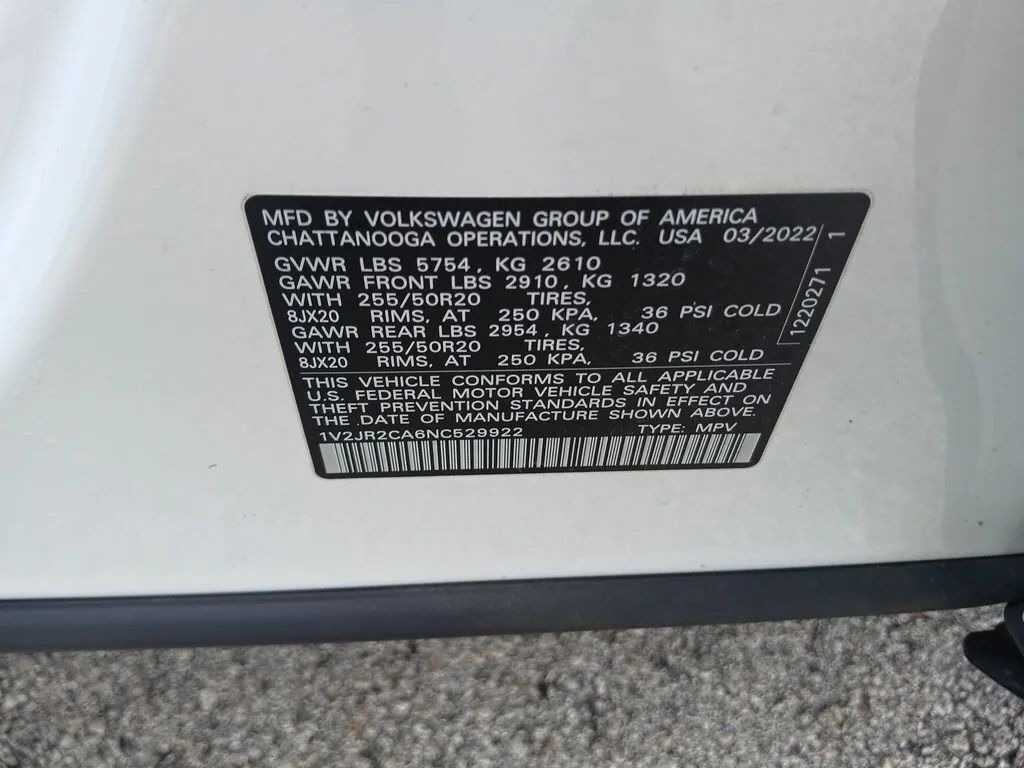 MFD BY VOLKSWAGEN GROUP OF AMERICA
CHATTANOOGA OPERATIONS, LLC. USA 03/2022
GVWR LBS 5754, KG 2610
GAWR FRONT LBS 2910, KG 1320
WITH 255/50R20 TIRES,
8JX20 RIMS, AT 250 KPA, 36 PSI COLD
GAWR REAR LBS 2954, KG 1340
WITH 255/50R20 TIRES,
8JX20 RIMS, AT 250 KPA, 36 PSI COLD
THIS VEHICLE CONFORMS TO ALL APPLICABLE
U.S. FEDERAL MOTOR VEHICLE SAFETY AND
THEFT PREVENTION STANDARDS IN EFFECT ON
THE DATE OF MANUFACTURE SHOWN ABOVE.
1V2JR2CA6NC529922 TYPE: MPV
1220271 1